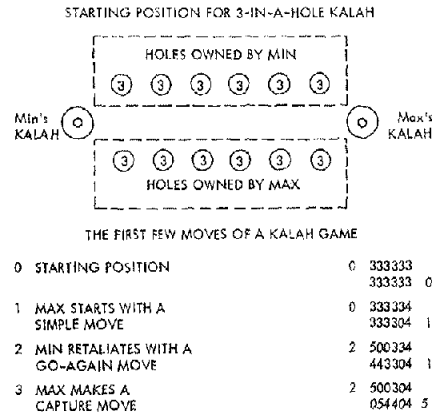 STARTING POSITION FOR 3-IN-A-HOLE KALAH
HOLES OWNED BY MIN
3 3 3 3 3 3
Min's
KALAH
0
0
Max's
KALAH
3 3 3 3 3 3
HOLES OWNED BY MAX
THE FIRST FEW MOVES OF A KALAH GAME
0 STARTING POSITION 0 333333
333333 0
1 MAX STARTS WITH A 0 333334
SIMPLE MOVE 333304 1
2 MIN RETALIATES WITH A 2 500334
GO-AGAIN MOVE 443304 1
3 MAX MAKES A 2 500304
CAPTURE MOVE 054404 5